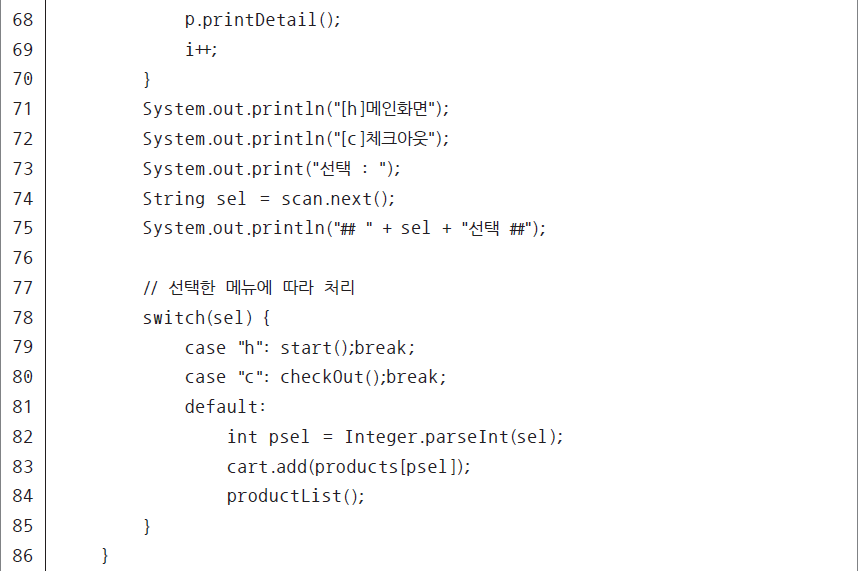 68 p.printDetail();
69 i++;
70 }
71 System.out.println("[h]메인화면");
72 System.out.println("[c]체크아웃");
73 System.out.print("선택 : ");
74 String sel = scan.next();
75 System.out.println("## " + sel + "선택 ##");
76
77 // 선택한 메뉴에 따라 처리
78 switch(sel) {
79 case "h": start();break;
80 case "c": checkOut();break;
81 default:
82 int psel = Integer.parseInt(sel);
83 cart.add(products[psel]);
84 productList();
85 }
86 }